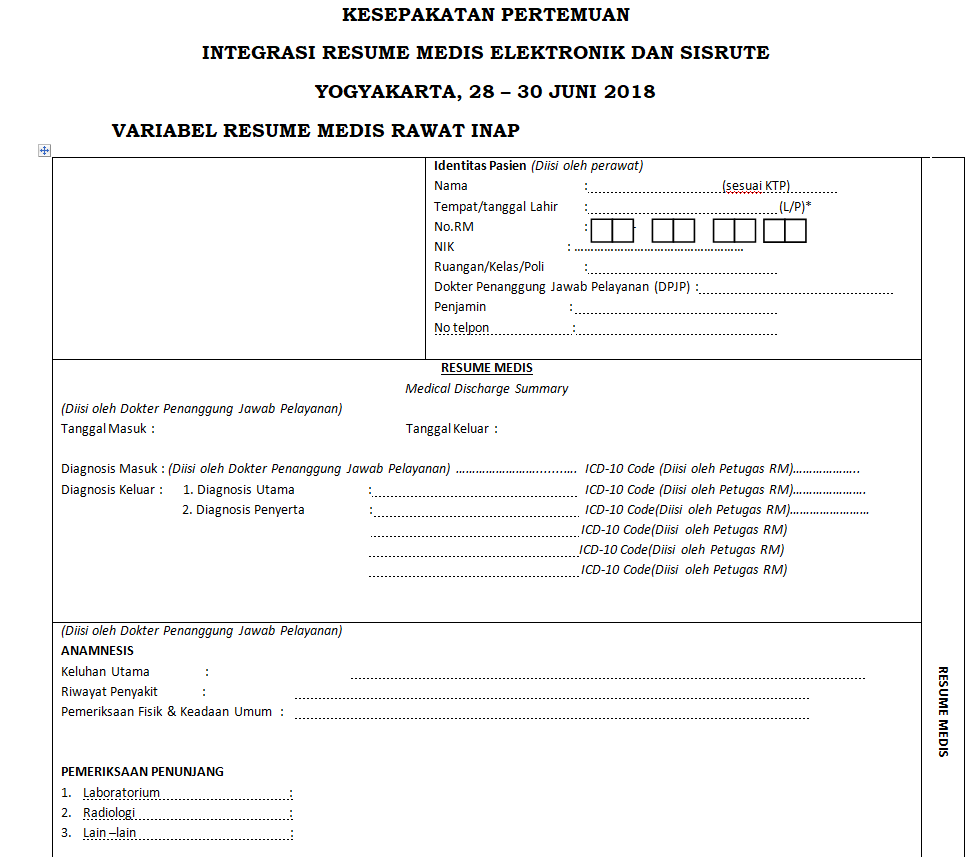 KESEPAKATAN PERTEMUAN
INTEGRASI RESUME MEDIS ELEKTRONIK DAN SISRUTE
YOGYAKARTA, 28 – 30 JUNI 2018
VARIABEL RESUME MEDIS RAWAT INAP
Identitas Pasien (Diisi oleh perawat)
Nama : (sesuai KTP)
Tempat/tanggal Lahir : (L/P)*
No.RM :
NIK :
Ruangan/Kelas/Poli :
Dokter Penanggung Jawab Pelayanan (DPJP) :
Penjamin :
No telpon :
RESUME MEDIS
Medical Discharge Summary
(Diisi oleh Dokter Penanggung Jawab Pelayanan)
Tanggal Masuk : Tanggal Keluar :
Diagnosis Masuk : (Diisi oleh Dokter Penanggung Jawab Pelayanan) ................................ ICD-10 Code (Diisi oleh Petugas RM)....................
Diagnosis Keluar : 1. Diagnosis Utama : ICD-10 Code (Diisi oleh Petugas RM)......................
2. Diagnosis Penyerta : ICD-10 Code(Diisi oleh Petugas RM)........................
ICD-10 Code(Diisi oleh Petugas RM)
ICD-10 Code(Diisi oleh Petugas RM)
ICD-10 Code(Diisi oleh Petugas RM)
(Diisi oleh Dokter Penanggung Jawab Pelayanan)
ANAMNESIS
Keluhan Utama :
Riwayat Penyakit :
Pemeriksaan Fisik & Keadaan Umum :
PEMERIKSAAN PENUNJANG
1. Laboratorium :
2. Radiologi :
3. Lain –lain :
RESUME MEDIS